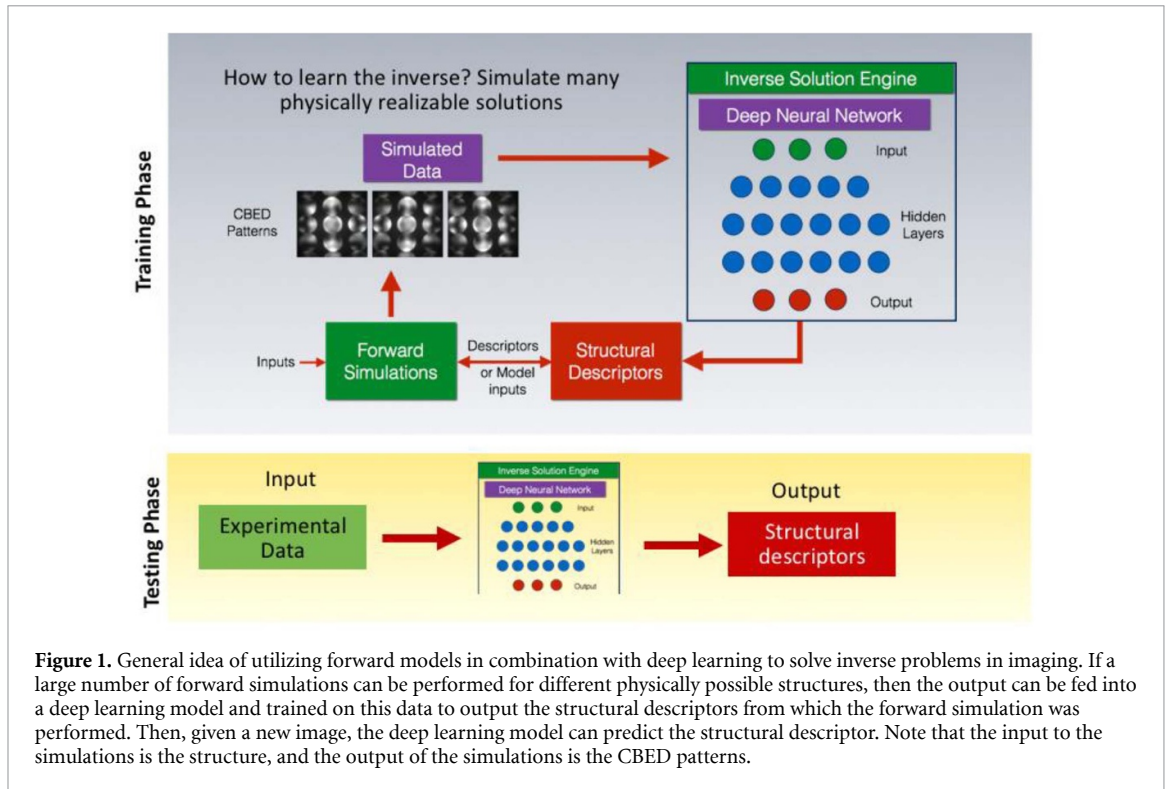 Training Phase
How to learn the inverse? Simulate many
physically realizable solutions
Simulated
Data
CBED
Patterns
Inputs
Forward
Simulations
Descriptors
or Model
inputs
Structural
Descriptors
Inverse Solution Engine
Deep Neural Network
Input
Hidden
Layers
Output
Testing Phase
Input
Experimental
Data
Inverse Solution Engine
Deep Neural Network
Input
Hidden
Layers
Output
Output
Structural
descriptors
Figure 1. General idea of utilizing forward models in combination with deep learning to solve inverse problems in imaging. If a
large number of forward simulations can be performed for different physically possible structures, then the output can be fed into
a deep learning model and trained on this data to output the structural descriptors from which the forward simulation was
performed. Then, given a new image, the deep learning model can predict the structural descriptor. Note that the input to the
simulations is the structure, and the output of the simulations is the CBED patterns.